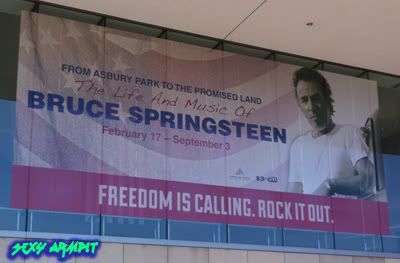 FROM ASBURY PARK TO THE PROMISED LAND
The Life And Music Of
BRUCE SPRINGSTEEN
February 17 – September 3
FREEDOM IS CALLING. ROCK IT OUT.
SEXY ARMPIT